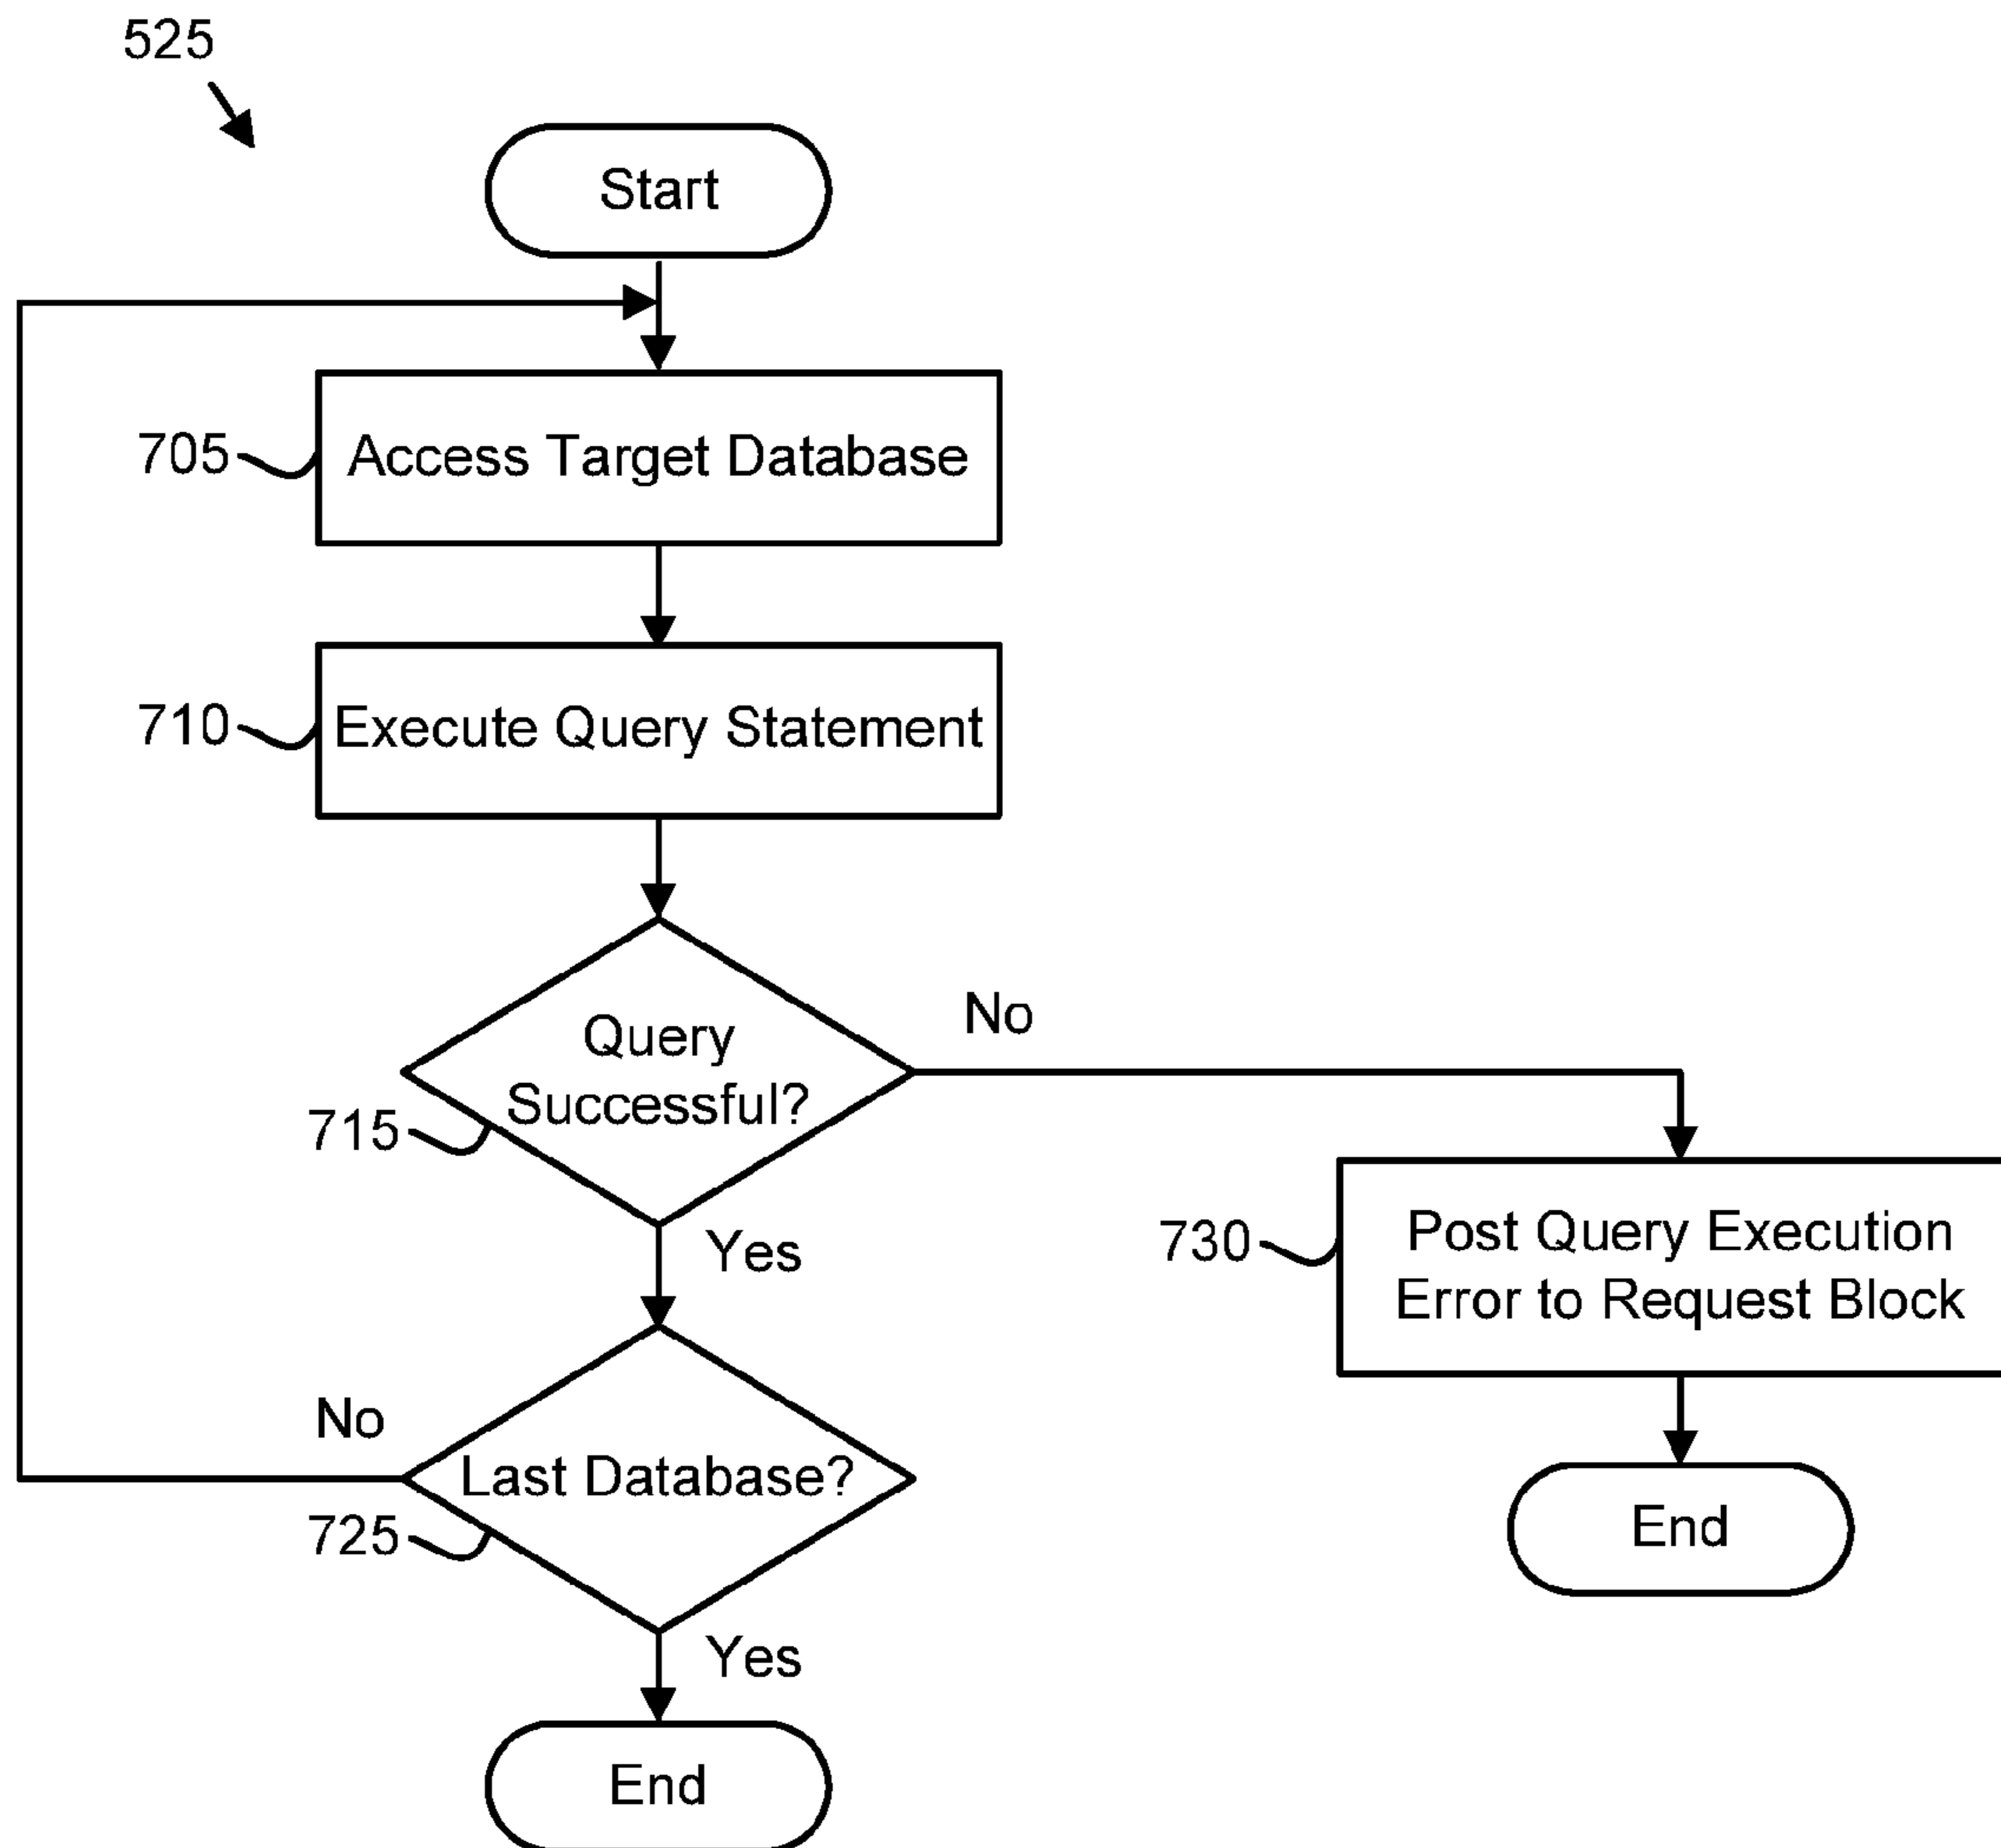 525
Start
705
Access Target Database
710
Execute Query Statement
Query
Successful?
715
No
Yes
730
Post Query Execution
Error to Request Block
End
No
Last Database?
725
Yes
End